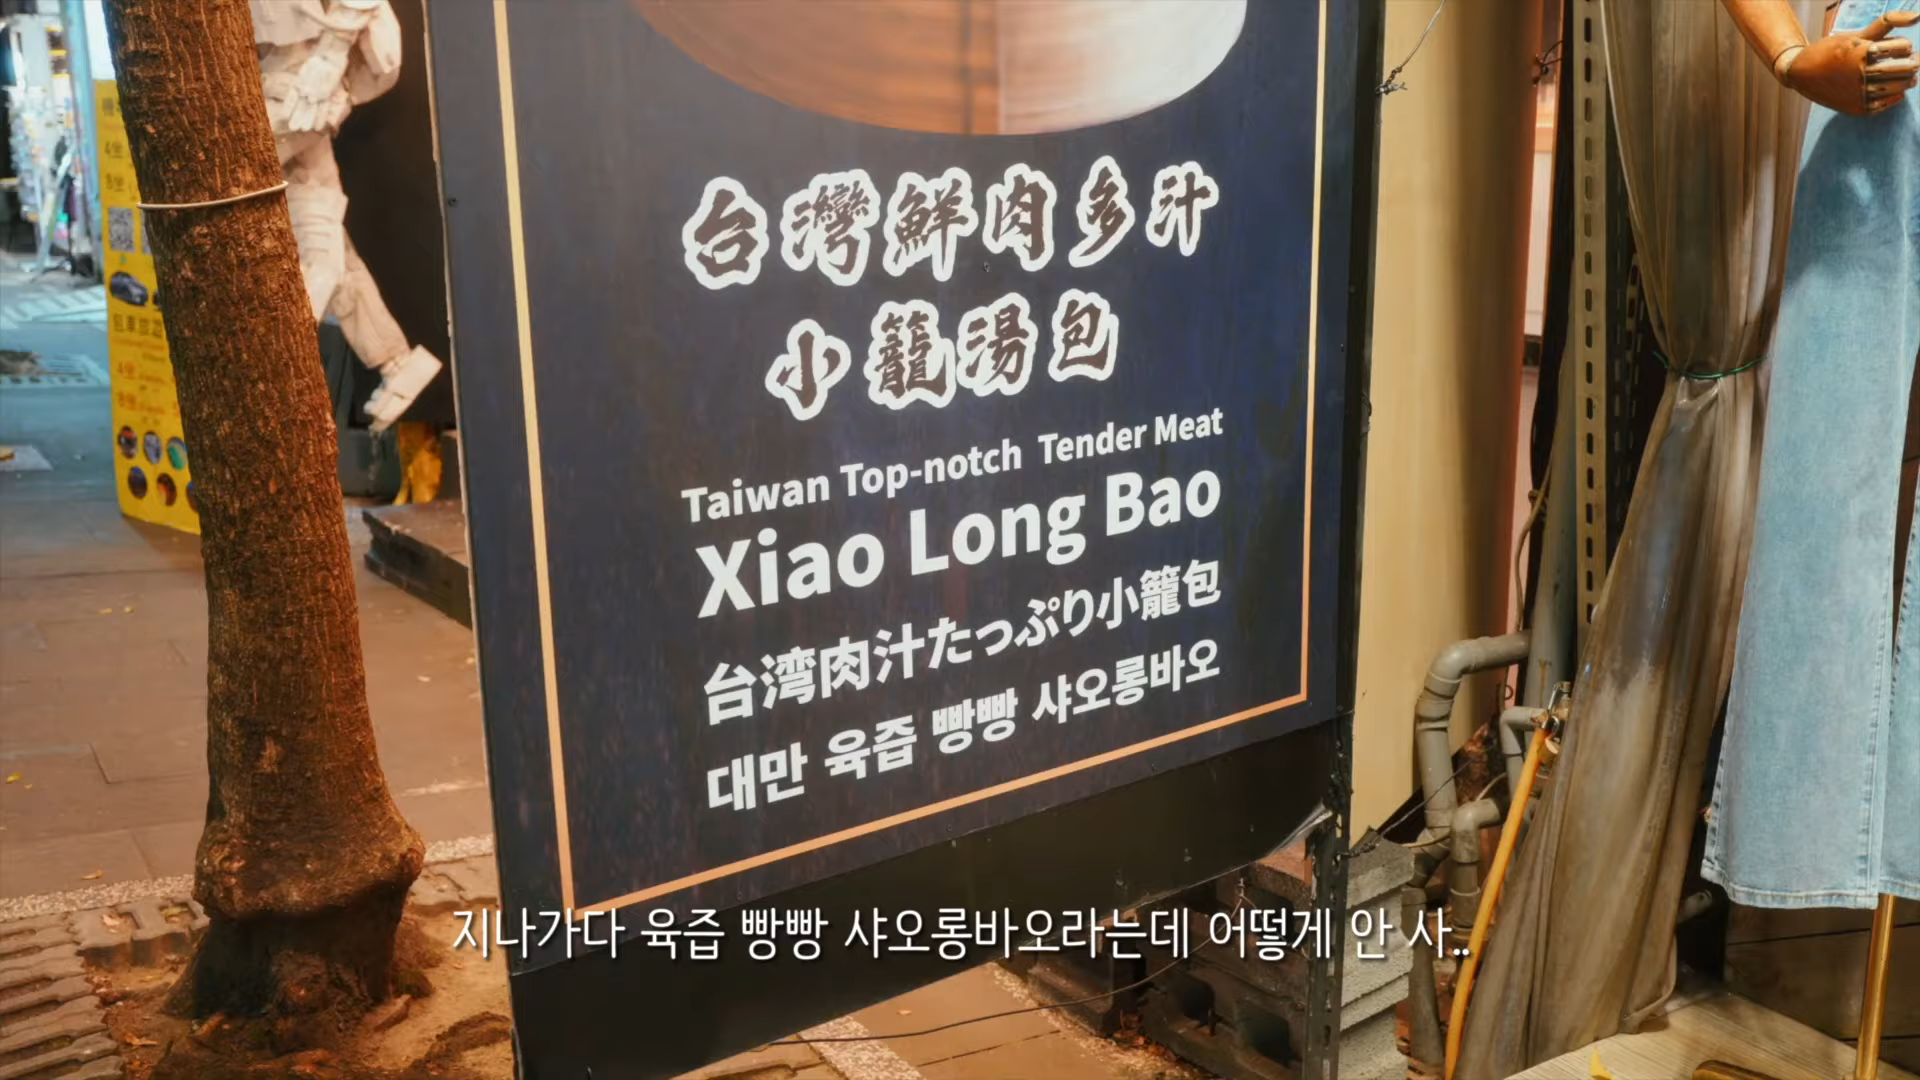 台灣鮮肉多汁
小籠湯包
Taiwan Top-notch Tender Meat
Xiao Long Bao
台湾肉汁たっぷり小籠包
대만 육즙 빵빵 샤오롱바오
지나가다 육즙 빵빵 샤오롱바오라는데 어떻게 안 사..